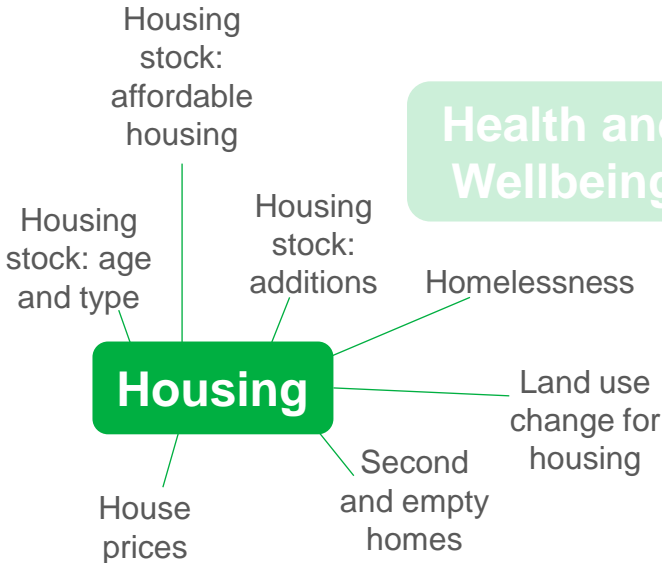 Housing
stock:
affordable
housing
Health and
Wellbeing
Housing
stock: age
and type
Housing
stock:
additions
Homelessness
Housing
Land use
change for
housing
Second
and empty
homes
House
prices